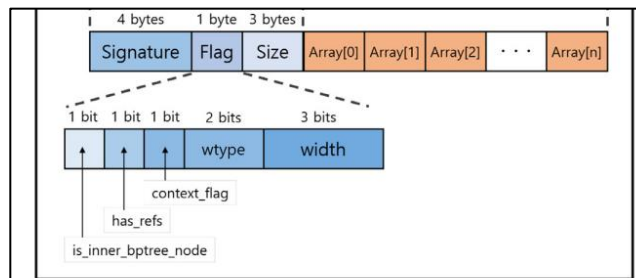 4 bytes 1 byte 3 bytes
Signature Flag Size Array[0] Array[1] Array[2] · · · Array[n]
1 bit 1 bit 1 bit 2 bits 3 bits
wtype width
context_flag
has_refs
is_inner_bptree_node